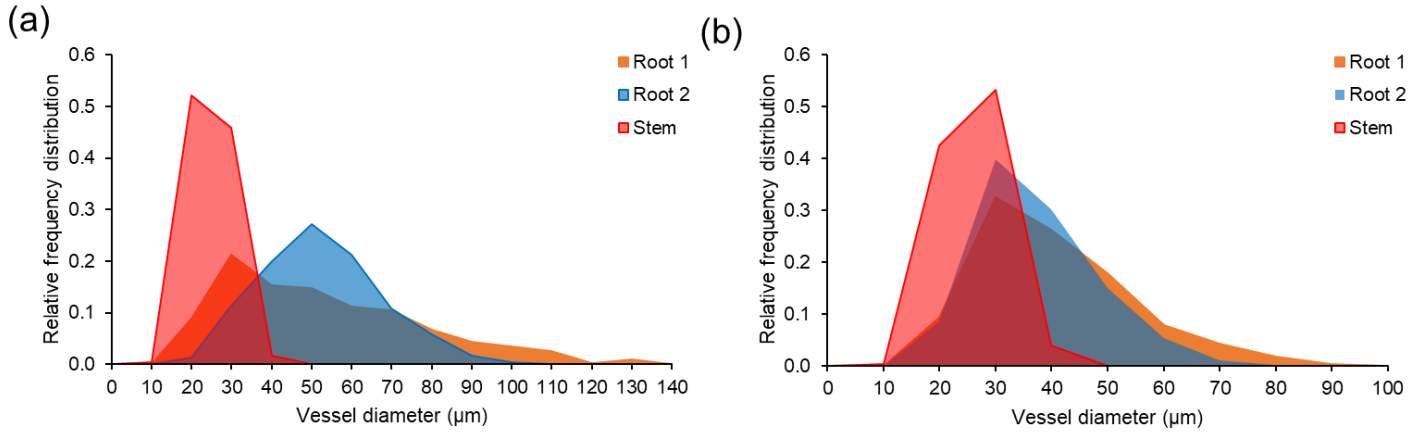 (a)
0.6
0.5
0.4
0.3
0.2
0.1
0.0
Relative frequency distribution
Root 1
Root 2
Stem
0 10 20 30 40 50 60 70 80 90 100 110 120 130 140
Vessel diameter (µm)
(b)
0.6
0.5
0.4
0.3
0.2
0.1
0.0
Relative frequency distribution
Root 1
Root 2
Stem
0 10 20 30 40 50 60 70 80 90 100
Vessel diameter (µm)